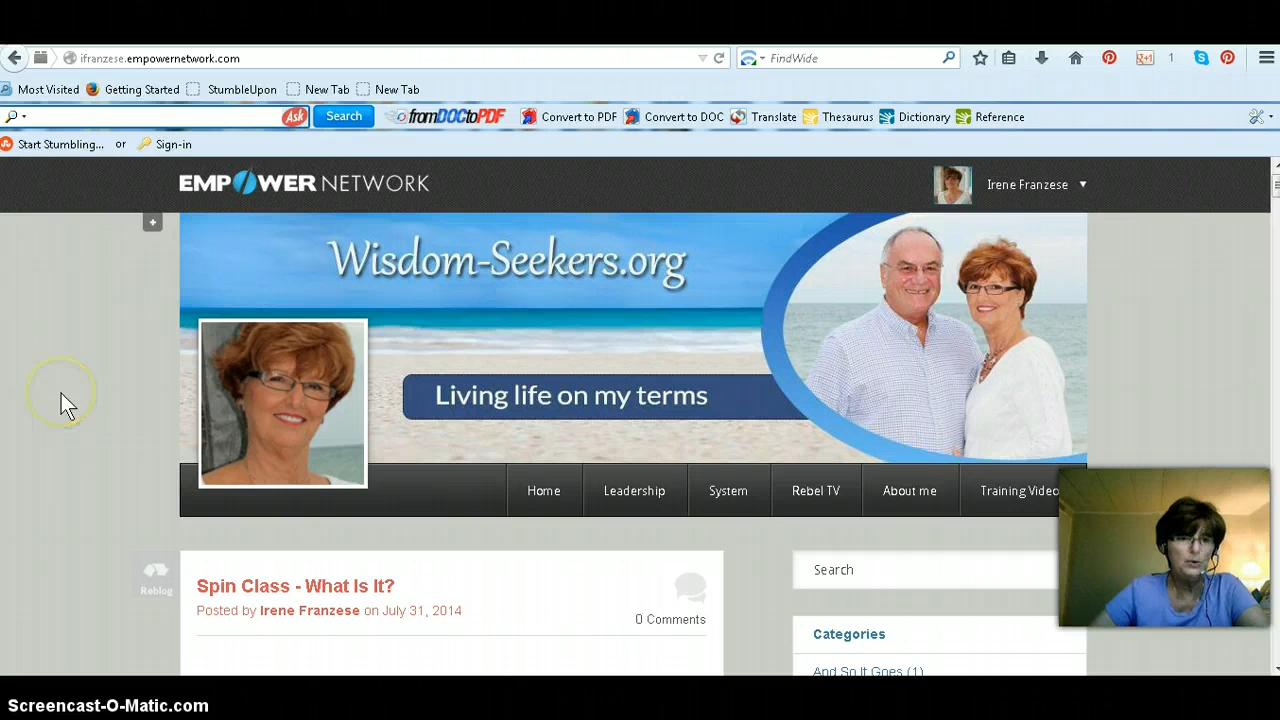 ifranzese.empowernetwork.com
FindWide
1
Most Visited
Getting Started
StumbleUpon
New Tab
New Tab
Ask
Search
fromDOCtoPDF
Convert to PDF
Convert to DOC
Translate
Thesaurus
Dictionary
Reference
Start Stumbling...
or
Sign-in
EMPOWER NETWORK
Irene Franzese
Wisdom-Seekers.org
Living life on my terms
Home
Leadership
System
Rebel TV
About me
Training Video
Reblog
Spin Class - What Is It?
Posted by Irene Franzese on July 31, 2014
0 Comments
Search
Categories
And So It Goes (1)
Screencast-O-Matic.com